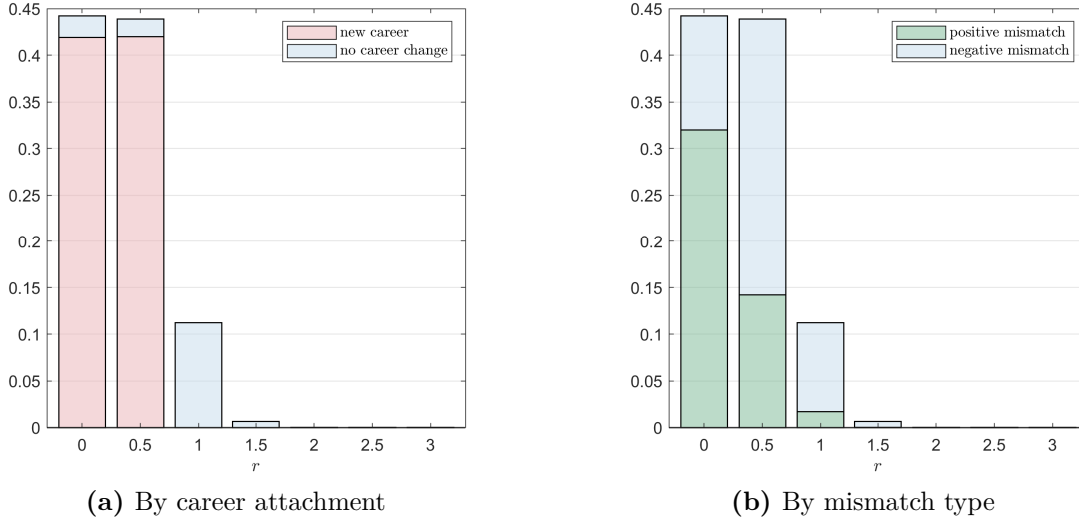 0.45
0.4
0.35
0.3
0.25
0.2
0.15
0.1
0.05
0
0 0.5 1 1.5 2 2.5 3
r
new career
no career change
(a) By career attachment
0.45
0.4
0.35
0.3
0.25
0.2
0.15
0.1
0.05
0
0 0.5 1 1.5 2 2.5 3
r
positive mismatch
negative mismatch
(b) By mismatch type